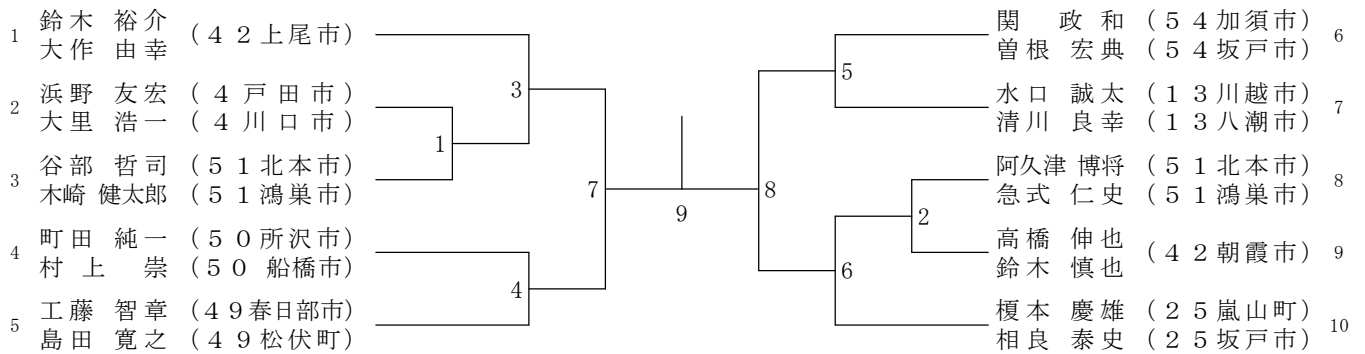 1 鈴木 裕介 (42上尾市)
大作 由幸
2 浜野 友宏 (4 戸田市)
大里 浩一 (4 川口市)
3 谷部 哲司 (51北本市)
木崎 健太郎 (51鴻巣市)
4 町田 純一 (50所沢市)
村上 崇 (50 船橋市)
5 工藤 智章 (49春日部市)
島田 寛之 (49松伏町)
3
1
7
4
9
8
5
2
6
関 政和 (54加須市) 6
曽根 宏典 (54坂戸市)
水口 誠太 (13川越市) 7
清川 良幸 (13八潮市)
阿久津 博将 (51北本市) 8
急式 仁史 (51鴻巣市)
高橋 伸也 (42朝霞市) 9
鈴木 慎也
榎本 慶雄 (25嵐山町) 10
相良 泰史 (25坂戸市)